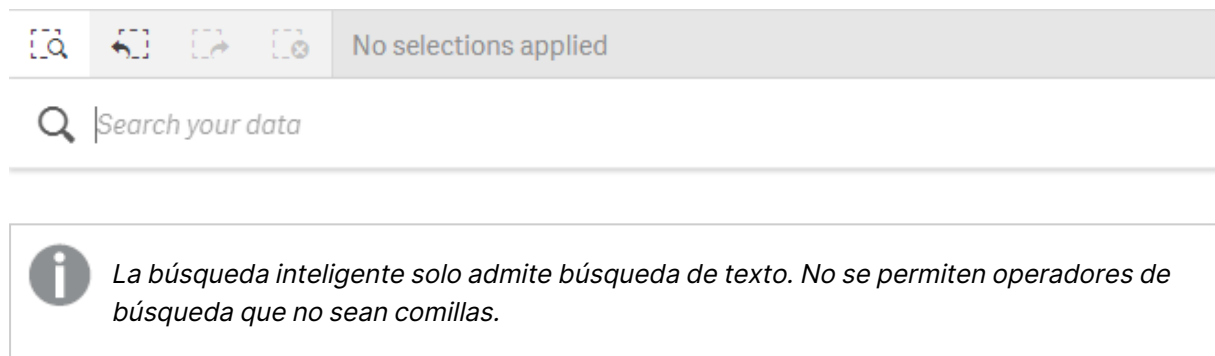 No selections applied
Search your data
La búsqueda inteligente solo admite búsqueda de texto. No se permiten operadores de
búsqueda que no sean comillas.